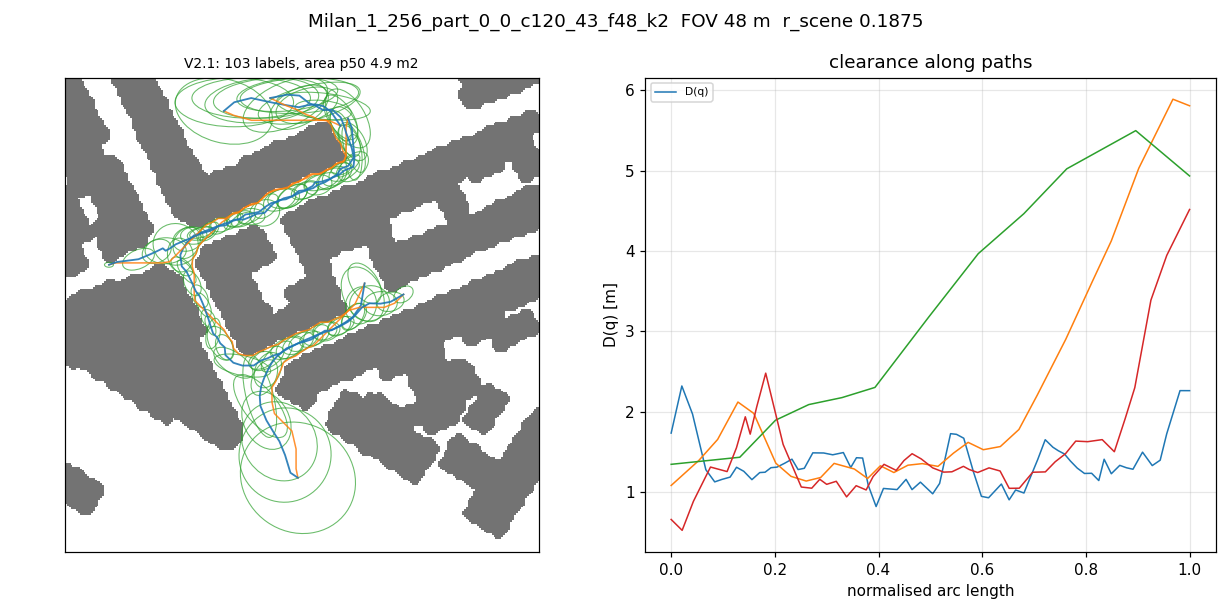 Milan_1_256_part_0_0_c120_43_f48_k2  FOV 48 m  r_scene 0.1875
V2.1: 103 labels, area p50 4.9 m2
clearance along paths
D(q)
6
5
4
3
2
1
D(q) [m]
0.0 0.2 0.4 0.6 0.8 1.0
normalised arc length